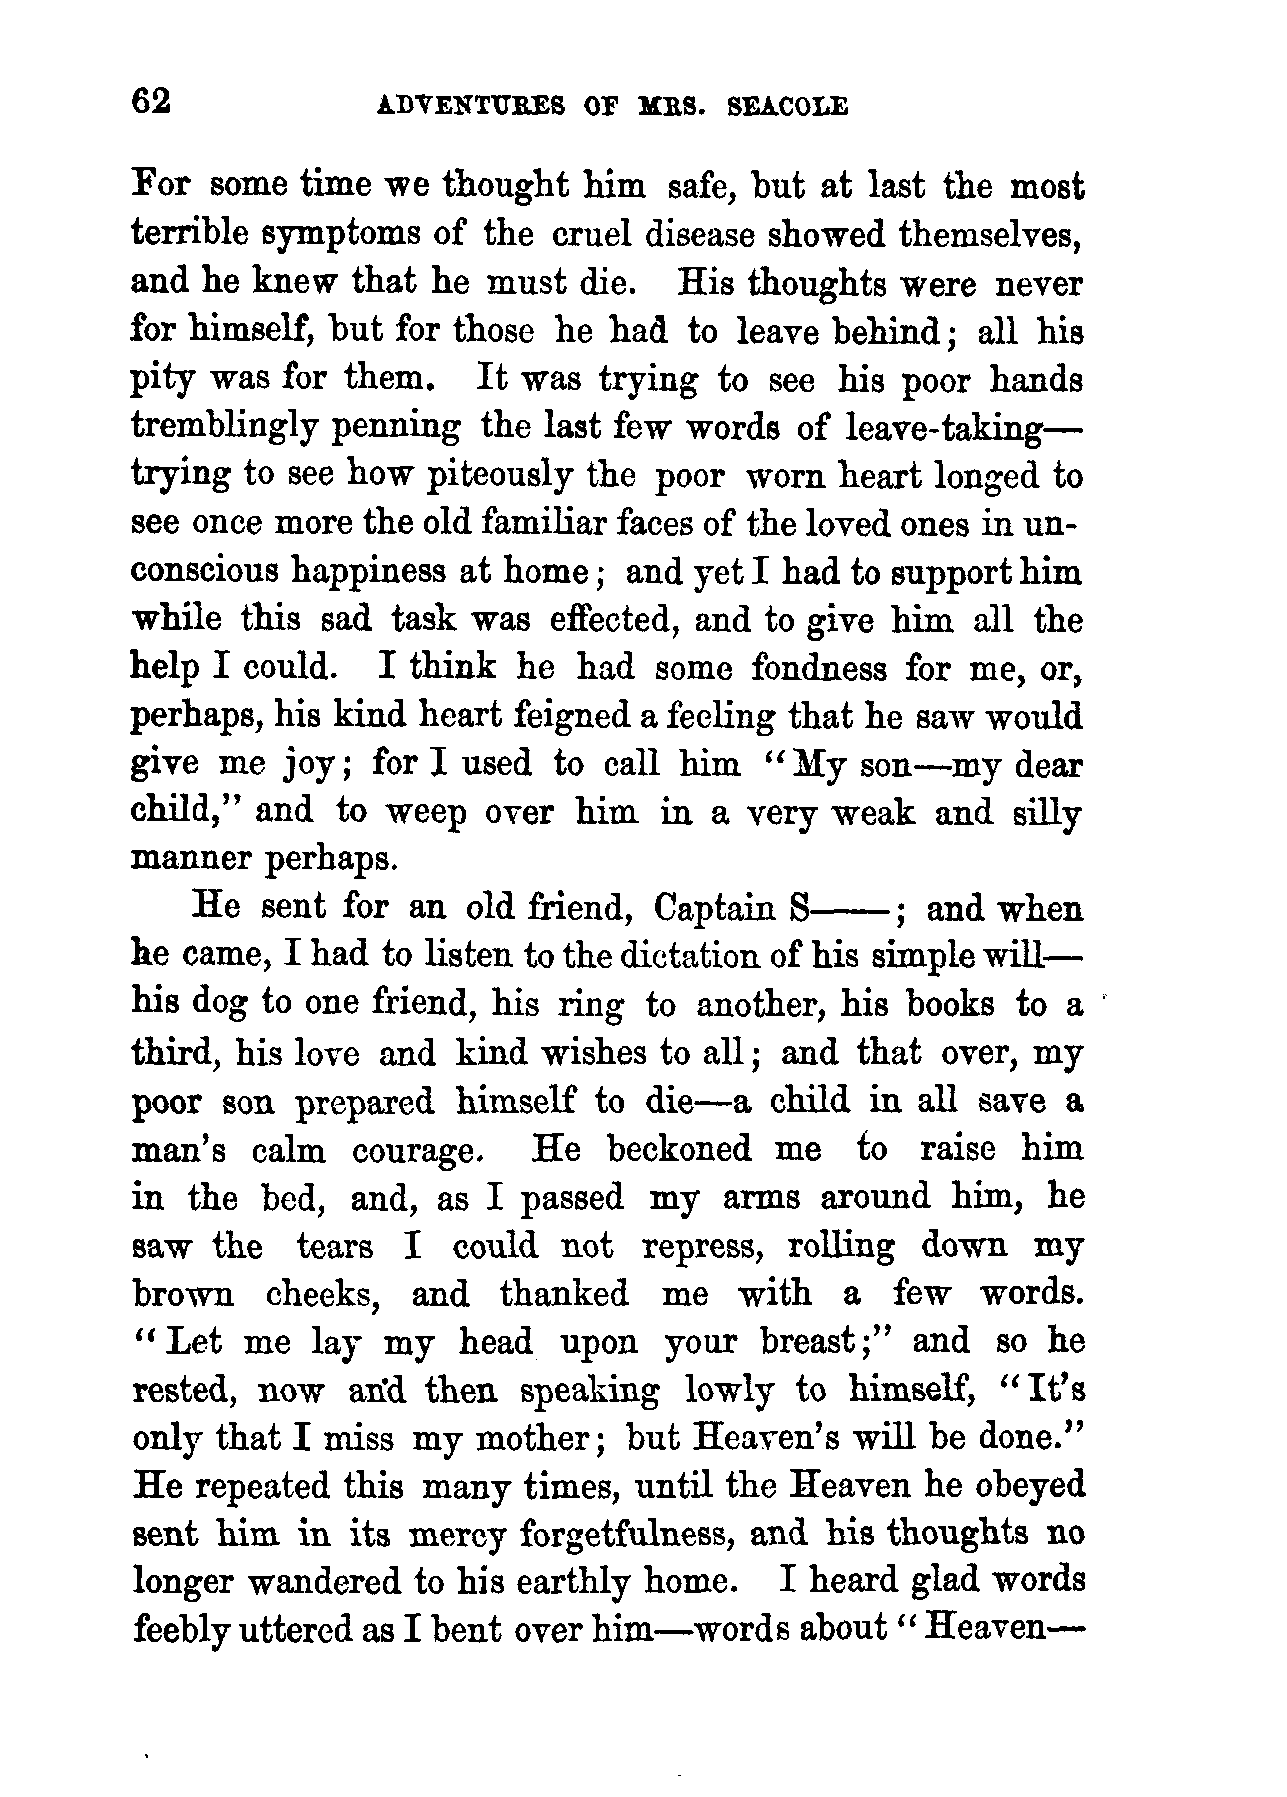 62 ADVENTURES OF MRS. SEACOLE
For some time we thought him safe, but at last the most
terrible symptoms of the cruel disease showed themselves,
and he knew that he must die. His thoughts were never
for himself, but for those he had to leave behind; all his
pity was for them. It was trying to see his poor hands
tremblingly penning the last few words of leave-taking—
trying to see how piteously the poor worn heart longed to
see once more the old familiar faces of the loved ones in un-
conscious happiness at home; and yet I had to support him
while this sad task was effected, and to give him all the
help I could. I think he had some fondness for me, or,
perhaps, his kind heart feigned a feeling that he saw would
give me joy; for I used to call him "My son—my dear
child," and to weep over him in a very weak and silly
manner perhaps.
He sent for an old friend, Captain S——; and when
he came, I had to listen to the dictation of his simple will—
his dog to one friend, his ring to another, his books to a
third, his love and kind wishes to all; and that over, my
poor son prepared himself to die—a child in all save a
man's calm courage. He beckoned me to raise him
in the bed, and, as I passed my arms around him, he
saw the tears I could not repress, rolling down my
brown cheeks, and thanked me with a few words.
"Let me lay my head upon your breast;" and so he
rested, now and then speaking lowly to himself, "It's
only that I miss my mother; but Heaven's will be done."
He repeated this many times, until the Heaven he obeyed
sent him in its mercy forgetfulness, and his thoughts no
longer wandered to his earthly home. I heard glad words
feebly uttered as I bent over him—words about "Heaven—